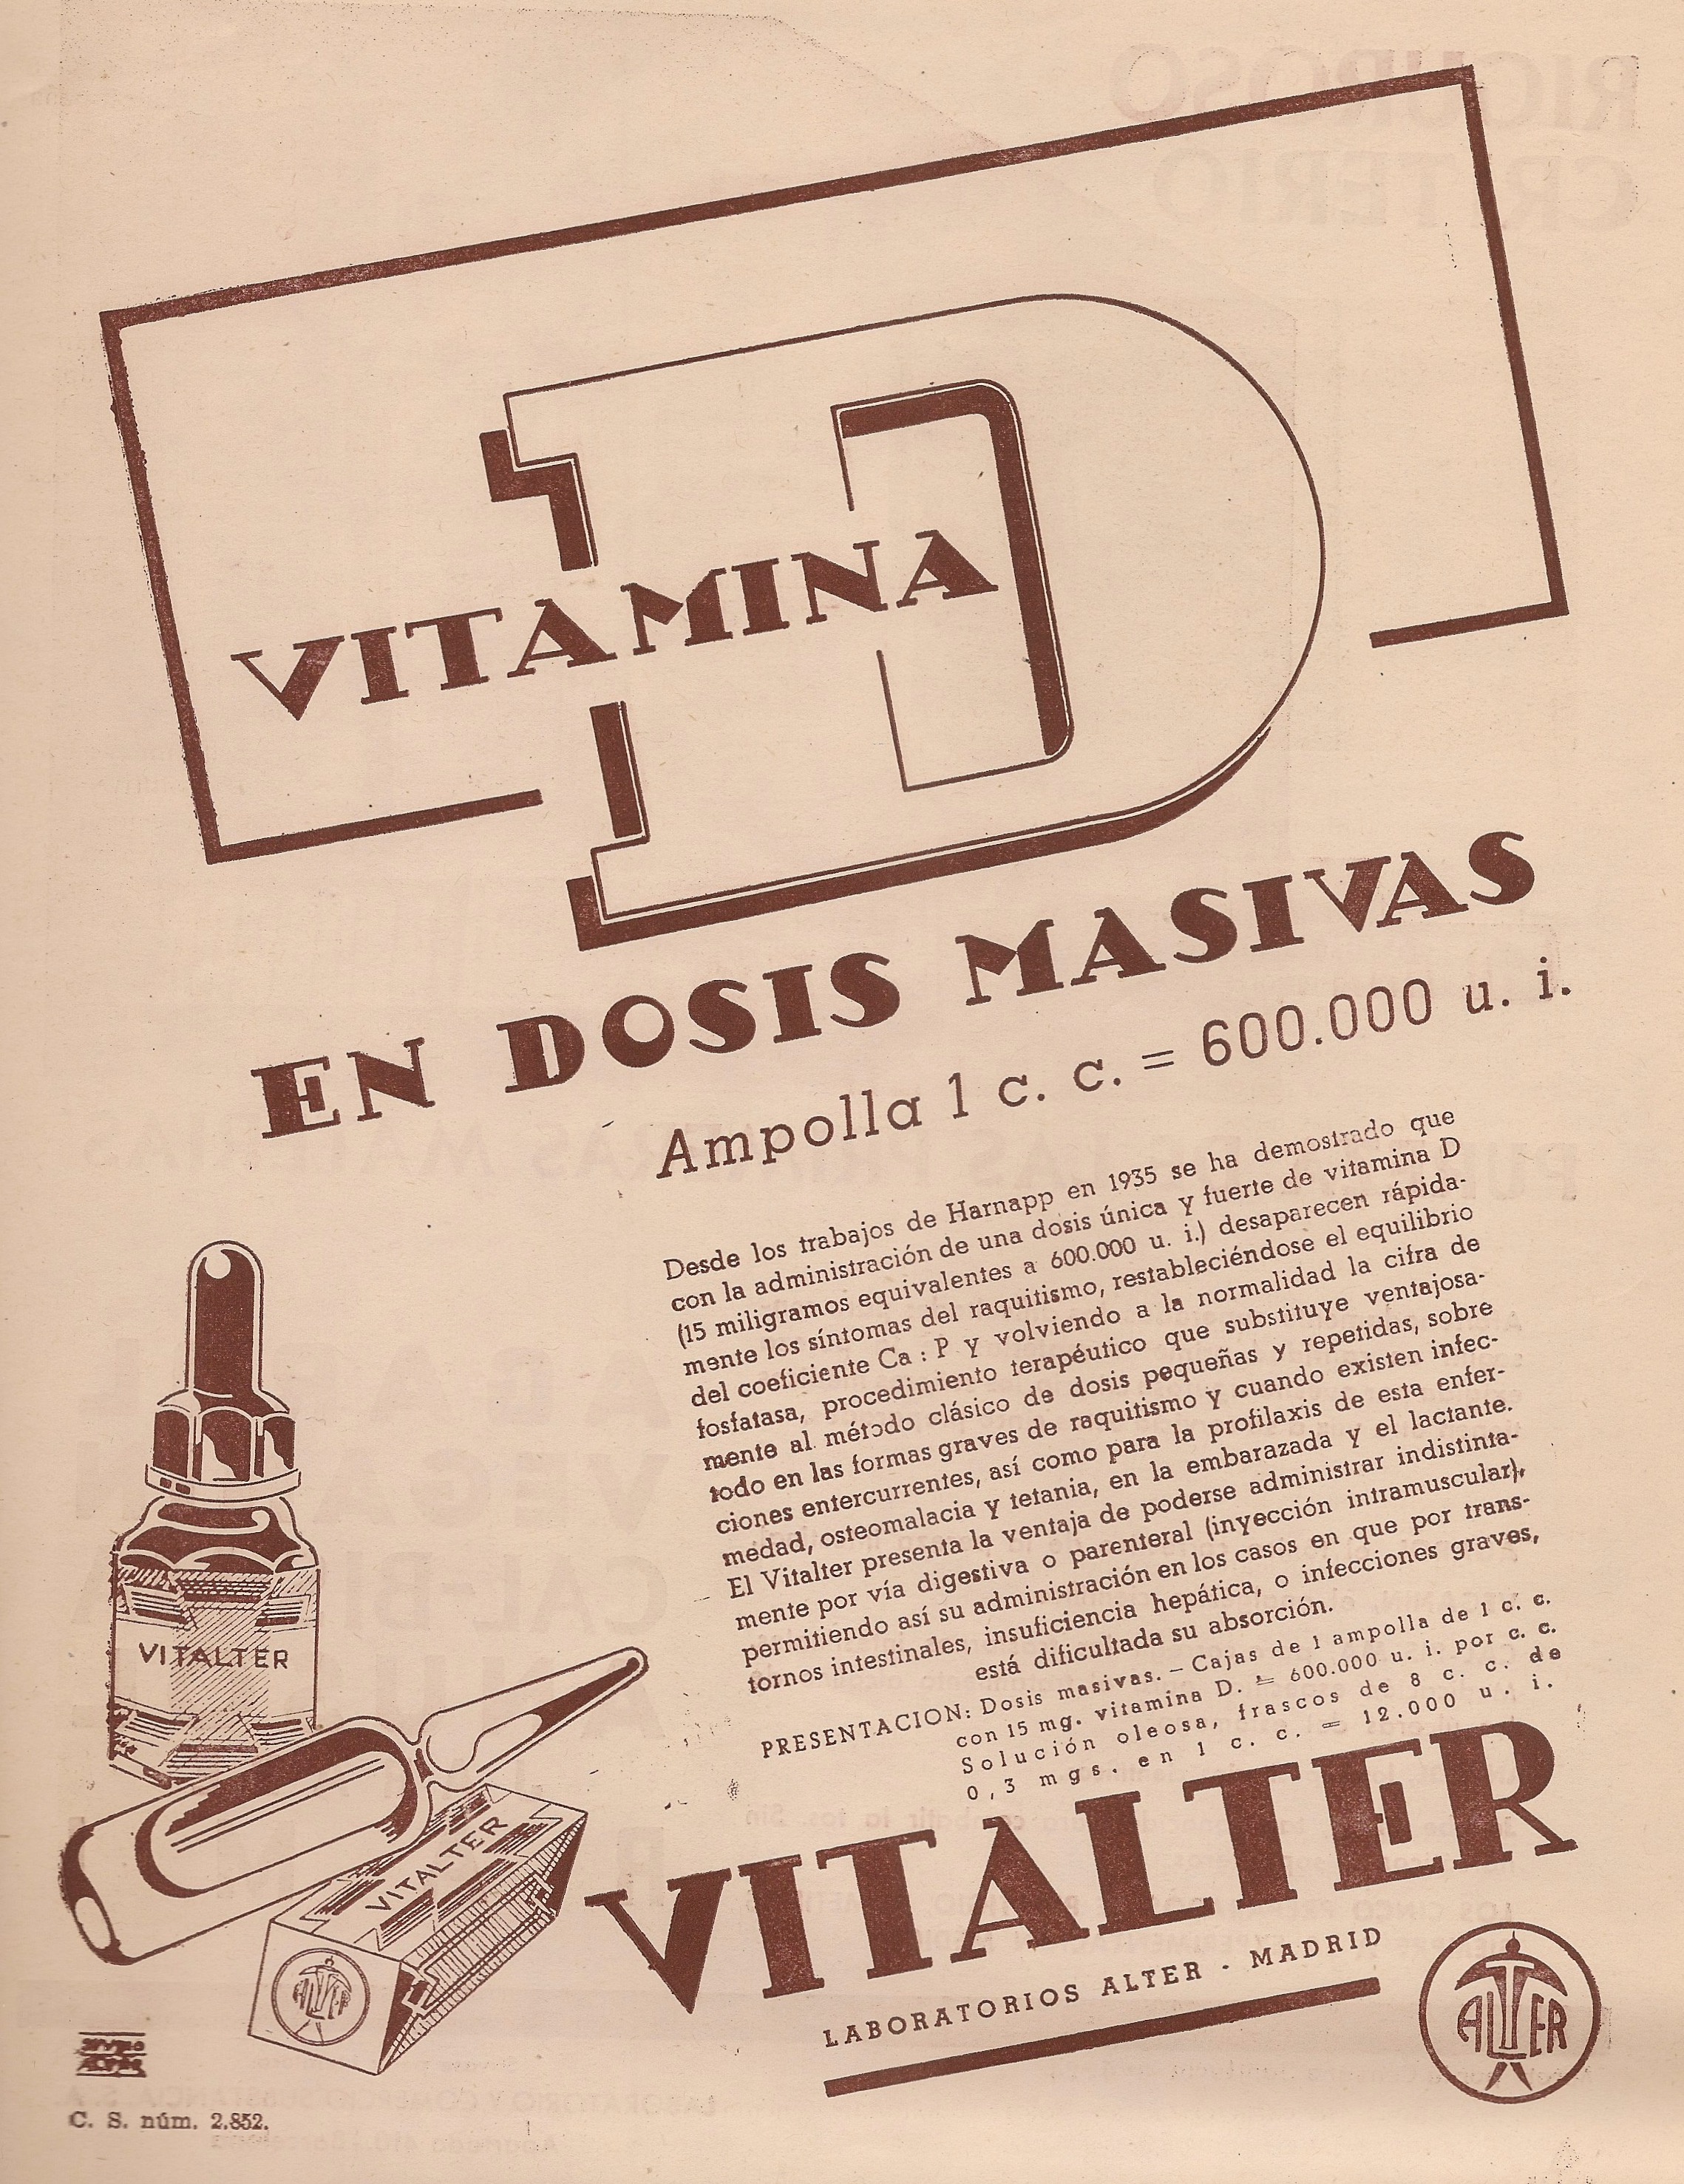 VITAMINA
D
EN DOSIS MASIVAS
Ampolla 1 c. c. = 600.000 u. i.
Desde los trabajos de Harnapp en 1935 se ha demostrado que
con la administración de una dosis única y fuerte de vitamina D
(15 miligramos equivalentes a 600.000 u. i.) desaparecen rápida-
mente los síntomas del raquitismo, restableciéndose el equilibrio
del coeficiente Ca : P y volviendo a la normalidad la cifra de
fosfatasa, procedimiento terapéutico que substituye ventajosa-
mente al método clásico de dosis pequeñas y repetidas, sobre
todo en las formas graves de raquitismo y cuando existen infec-
ciones entercurrentes, así como para la profilaxis de esta enfer-
medad, osteomalacia y tetania, en la embarazada y el lactante.
El Vitalter presenta la ventaja de poderse administrar indistinta-
mente por vía digestiva o parenteral (inyección intramuscular),
permitiendo así su administración en los casos en que por trans-
tornos intestinales, insuficiencia hepática, o infecciones graves,
está dificultada su absorción.
PRESENTACION: Dosis masivas. - Cajas de 1 ampolla de 1 c. c.
con 15 mg. vitamina D. = 600.000 u. i. por c. c.
Solución oleosa, frascos de 8 c. c. de
0,3 mgs. en 1 c. c. = 12.000 u. i.
VITALTER
VITALTER
VITALTER
LABORATORIOS ALTER - MADRID
ALTER
ALTER
C. S. núm. 2.852.